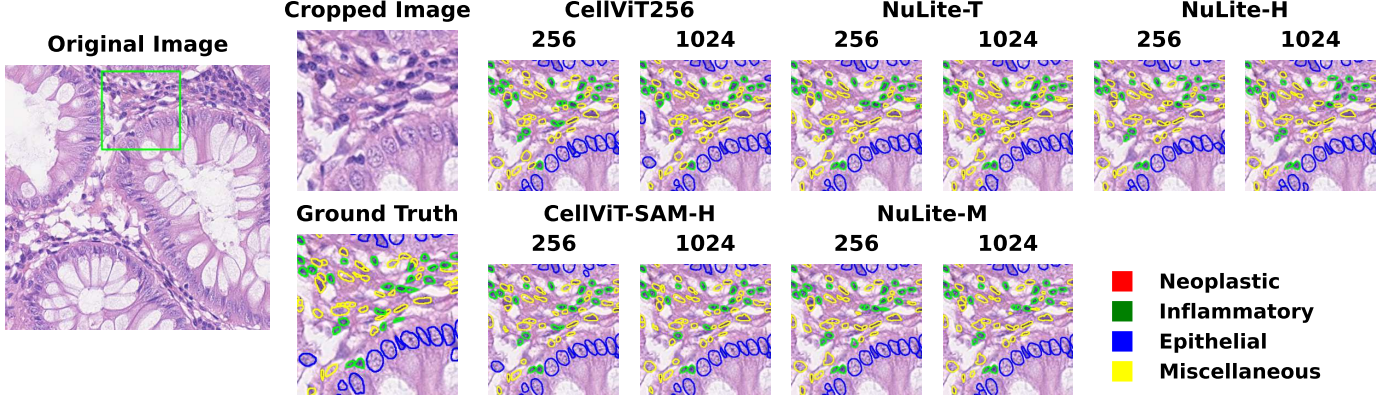 Original Image
Cropped Image
CellViT256
NuLite-T
NuLite-H
256
1024
256
1024
256
1024
Ground Truth
CellViT-SAM-H
NuLite-M
256
1024
256
1024
Neoplastic
Inflammatory
Epithelial
Miscellaneous